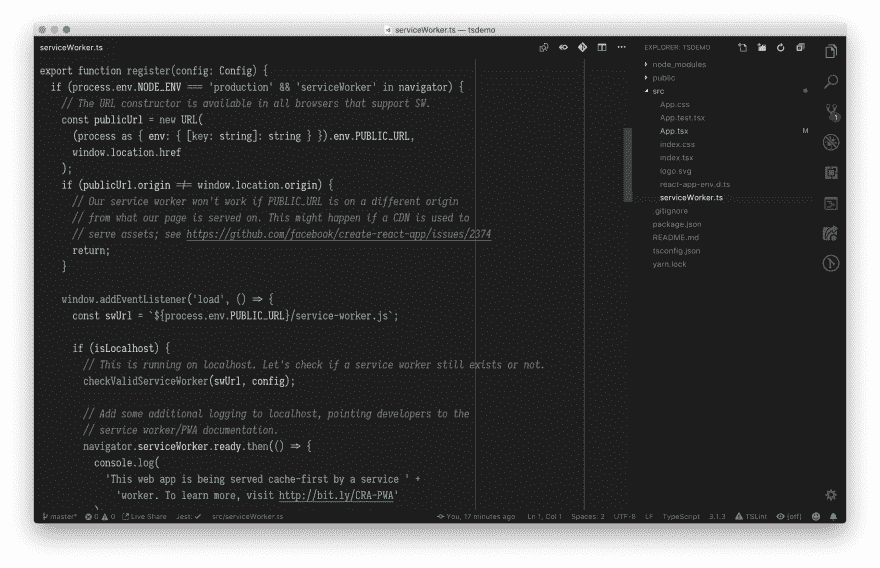 serviceWorker.ts — tsdemo
serviceWorker.ts
export function register(config: Config) {
if (process.env.NODE_ENV === 'production' && 'serviceWorker' in navigator) {
// The URL constructor is available in all browsers that support SW.
const publicUrl = new URL(
(process as { env: { [key: string]: string } }).env.PUBLIC_URL,
window.location.href
);
if (publicUrl.origin !== window.location.origin) {
// Our service worker won't work if PUBLIC_URL is on a different origin
// from what our page is served on. This might happen if a CDN is used to
// serve assets; see https://github.com/facebook/create-react-app/issues/2374
return;
}
window.addEventListener('load', () => {
const swUrl = `${process.env.PUBLIC_URL}/service-worker.js`;
if (isLocalhost) {
// This is running on localhost. Let's check if a service worker still exists or not.
checkValidServiceWorker(swUrl, config);
// Add some additional logging to localhost, pointing developers to the
// service worker/PWA documentation.
navigator.serviceWorker.ready.then(() => {
console.log(
'This web app is being served cache-first by a service ' +
'worker. To learn more, visit http://bit.ly/CRA-PWA'
)
EXPLORER: TSDEMO
node_modules
public
src
App.css
App.test.tsx
App.tsx M
index.css
index.tsx
logo.svg
react-app-env.d.ts
serviceWorker.ts
.gitignore
package.json
README.md
tsconfig.json
yarn.lock
1
master* 0 0 Live Share Jest: src/serviceWorker.ts You, 17 minutes ago Ln 1, Col 1 Spaces: 2 UTF-8 LF TypeScript 3.1.3 TSLint [off]